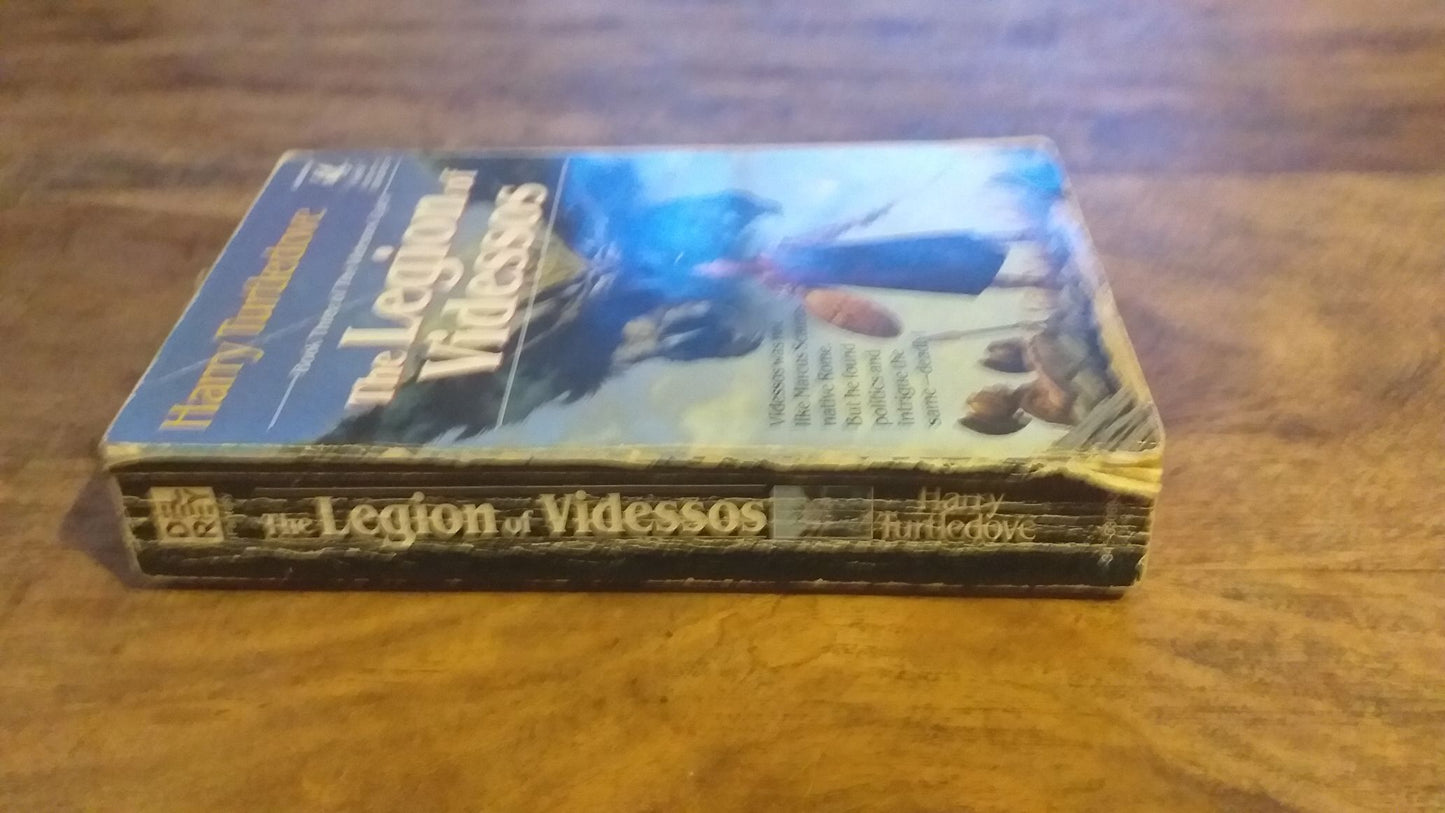 Harry Turtledove
Book Three of The Videssos Cycle
The Legion of
Videssos
Videssos was
like Marcus
native Rome.
But he found
politics and
intrigue the
same—deadly
DEL
REY
The Legion of Videssos
Harry
Turtledove